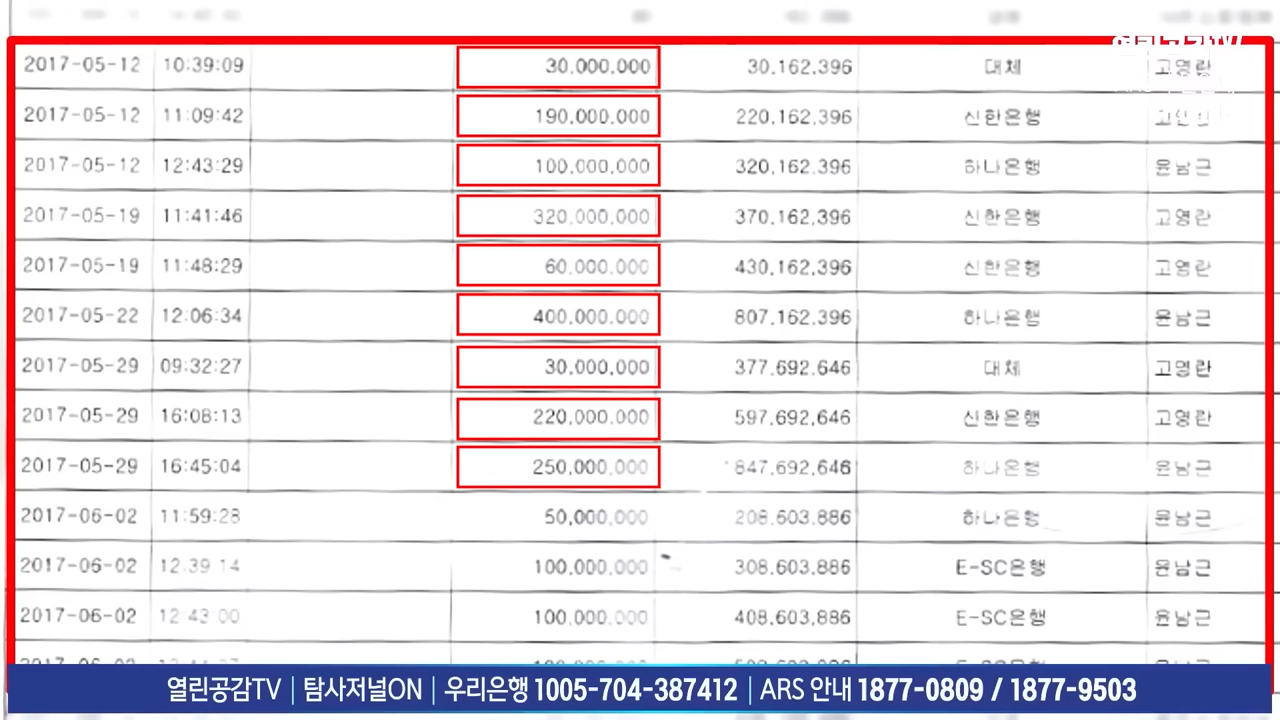 열린공감TV
2017-05-12 10:39:09 30,000,000 30,162,396 대체 고영란
2017-05-12 11:09:42 190,000,000 220,162,396 신한은행 고영란
2017-05-12 12:43:29 100,000,000 320,162,396 하나은행 윤남근
2017-05-19 11:41:46 320,000,000 370,162,396 신한은행 고영란
2017-05-19 11:48:29 60,000,000 430,162,396 신한은행 고영란
2017-05-22 12:06:34 400,000,000 807,162,396 하나은행 윤남근
2017-05-29 09:32:27 30,000,000 377,692,646 대체 고영란
2017-05-29 16:08:13 220,000,000 597,692,646 신한은행 고영란
2017-05-29 16:45:04 250,000,000 847,692,646 하나은행 윤남근
2017-06-02 11:59:28 50,000,000 208,603,886 하나은행 윤남근
2017-06-02 12:39:14 100,000,000 308,603,886 E-SC은행 윤남근
2017-06-02 12:43:00 100,000,000 408,603,886 E-SC은행 윤남근
열린공감TV | 탐사저널ON | 우리은행 1005-704-387412 | ARS 안내 1877-0809 / 1877-9503